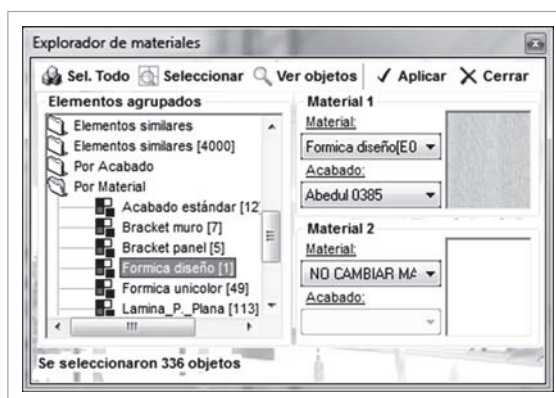 Explorador de materiales
Sel. Todo Seleccionar Ver objetos Aplicar Cerrar
Elementos agrupados
Elementos similares
Elementos similares [4000]
Por Acabado
Por Material
Acabado estándar [12
Bracket muro [7]
Bracket panel [5]
Formica diseño [1]
Formica unicolor [49]
Lamina_P._Plana [113]
Material 1
Material:
Formica diseño[E0
Acabado:
Abedul 0385
Material 2
Material:
NO CAMBIAR MA
Acabado:
Se seleccionaron 336 objetos